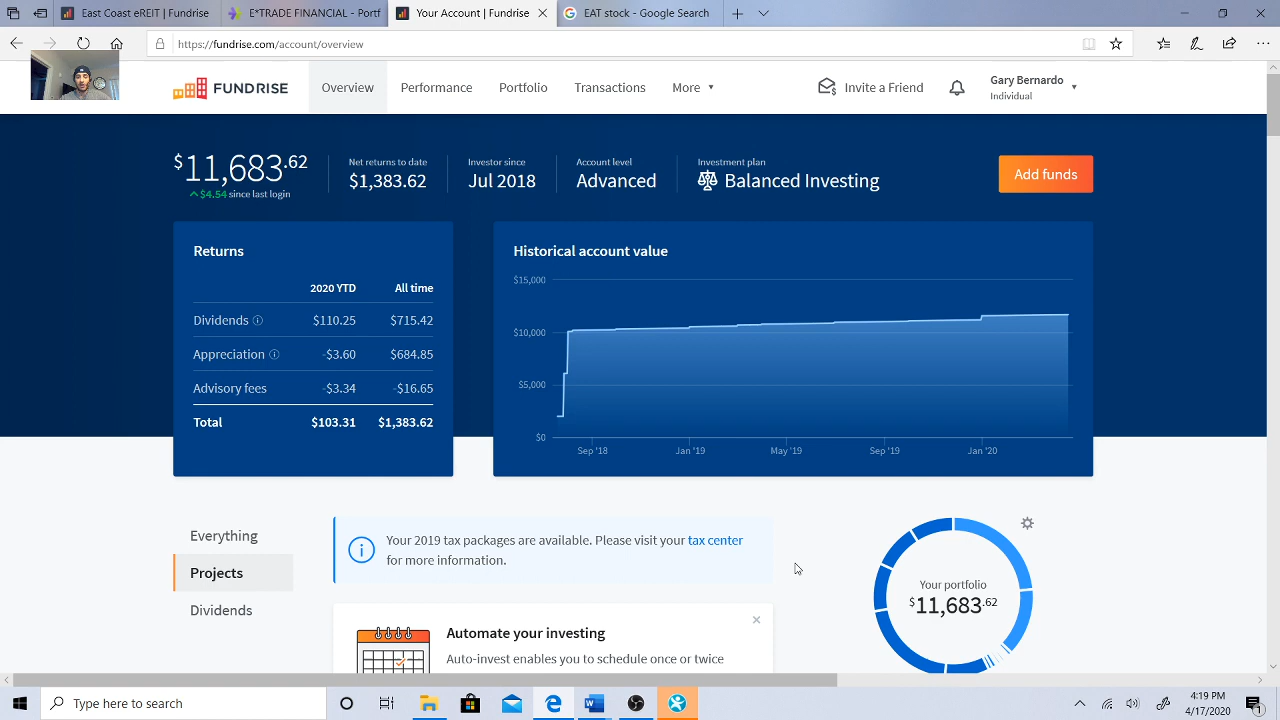 East Coast eREIT | Fundris
E*TRADE FINANCIAL - Portf
Your Account | Fundrise
EAT stock - Google Search
https://fundrise.com/account/overview
FUNDRISE
Overview
Performance
Portfolio
Transactions
More
Invite a Friend
Gary Bernardo
Individual
$11,683.62
$4.54 since last login
Net returns to date
$1,383.62
Investor since
Jul 2018
Account level
Advanced
Investment plan
Balanced Investing
Add funds
Returns
2020 YTD All time
Dividends $110.25 $715.42
Appreciation -$3.60 $684.85
Advisory fees -$3.34 -$16.65
Total $103.31 $1,383.62
Historical account value
$15,000
$10,000
$5,000
$0
Sep '18 Jan '19 May '19 Sep '19 Jan '20
Everything
Projects
Dividends
Your 2019 tax packages are available. Please visit your tax center
for more information.
Automate your investing
Auto-invest enables you to schedule once or twice
Your portfolio
$11,683.62
Type here to search
4:19 PM
4/17/2020